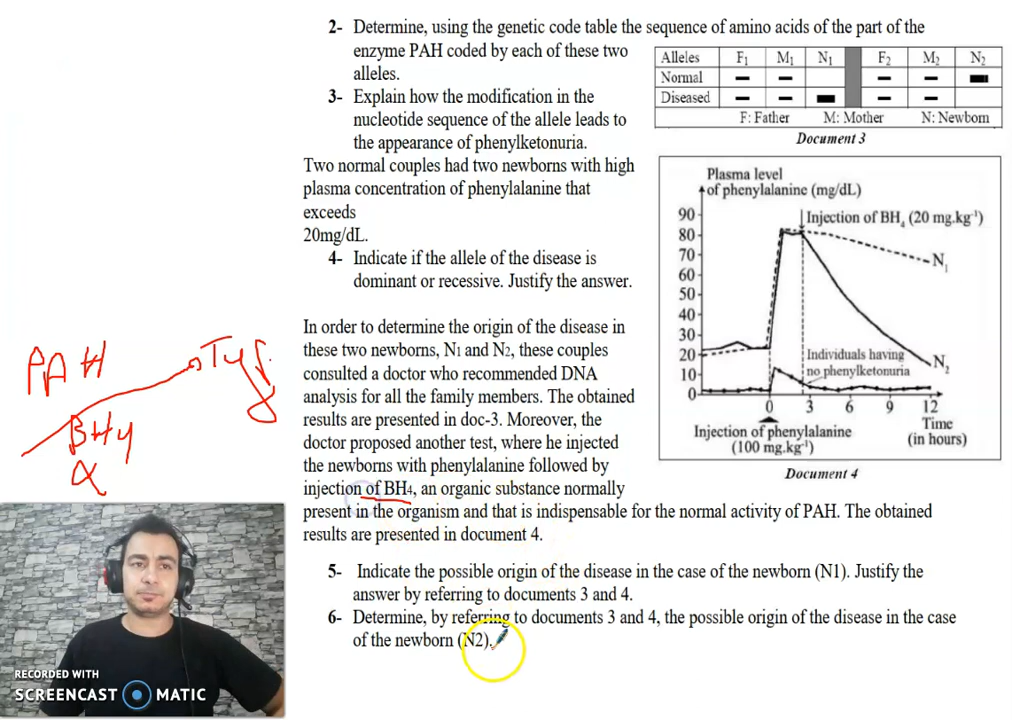 2- Determine, using the genetic code table the sequence of amino acids of the part of the
enzyme PAH coded by each of these two
alleles.
3- Explain how the modification in the
nucleotide sequence of the allele leads to
the appearance of phenylketonuria.
Two normal couples had two newborns with high
plasma concentration of phenylalanine that
exceeds
20mg/dL.
4- Indicate if the allele of the disease is
dominant or recessive. Justify the answer.
In order to determine the origin of the disease in
these two newborns, N1 and N2, these couples
consulted a doctor who recommended DNA
analysis for all the family members. The obtained
results are presented in doc-3. Moreover, the
doctor proposed another test, where he injected
the newborns with phenylalanine followed by
injection of BH4, an organic substance normally
present in the organism and that is indispensable for the normal activity of PAH. The obtained
results are presented in document 4.
5- Indicate the possible origin of the disease in the case of the newborn (N1). Justify the
answer by referring to documents 3 and 4.
6- Determine, by referring to documents 3 and 4, the possible origin of the disease in the case
of the newborn (N2).
Alleles F1 M1 N1 F2 M2 N2
Normal
Diseased
F: Father M: Mother N: Newborn
Document 3
Plasma level
of phenylalanine (mg/dL)
90
80
70
60
50
40
30
20
10
0
Injection of BH4 (20 mg.kg-1)
N1
Individuals having
no phenylketonuria
N2
0 3 6 9 12
Time
(in hours)
Injection of phenylalanine
(100 mg.kg-1)
Document 4
PAH
BH4
RECORDED WITH
SCREENCAST MATIC